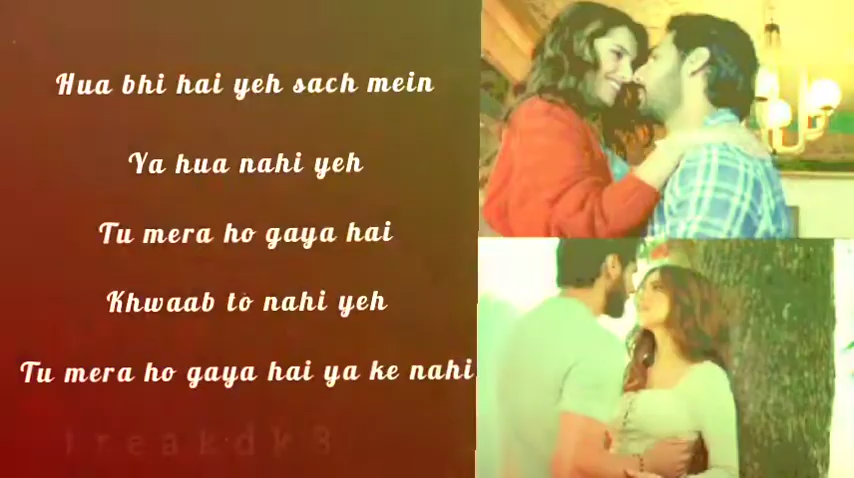 Hua bhi hai yeh sach mein
Ya hua nahi yeh
Tu mera ho gaya hai
Khwaab to nahi yeh
Tu mera ho gaya hai ya ke nahi